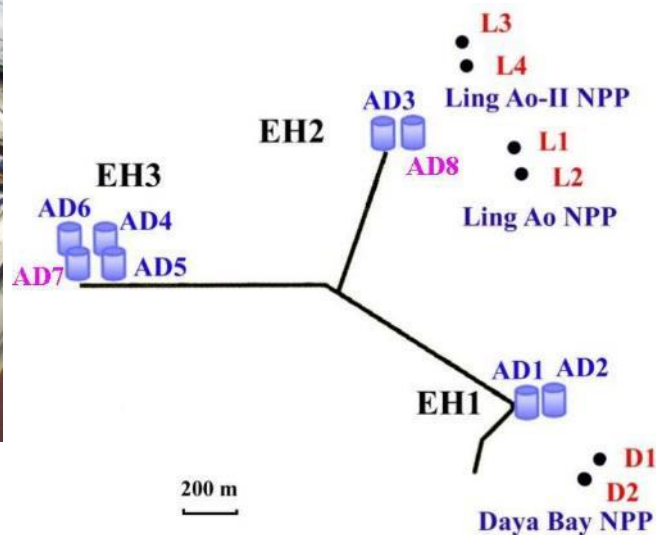 L3
L4
Ling Ao-II NPP
AD3
EH2
AD8
L1
L2
Ling Ao NPP
EH3
AD6
AD4
AD7
AD5
AD1
AD2
EH1
200 m
D1
D2
Daya Bay NPP